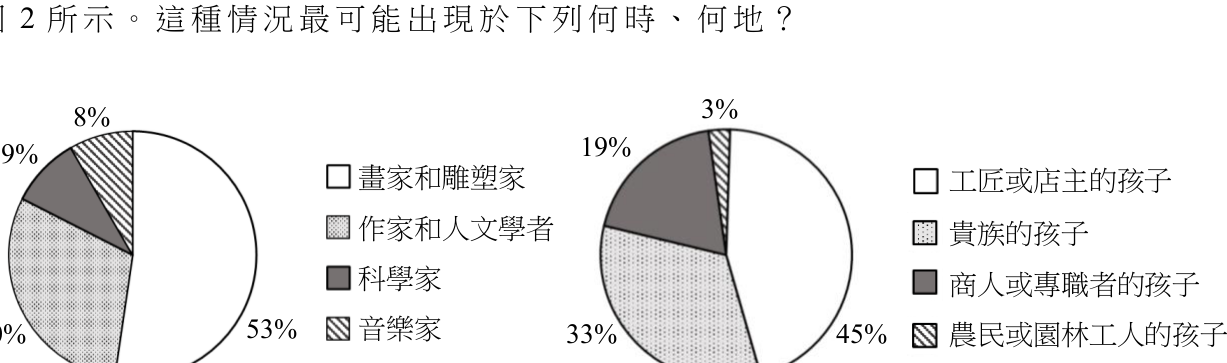 2 所示。這種情況最可能出現於下列何時、何地？
8%
9%
53%
畫家和雕塑家
作家和人文學者
科學家
音樂家
3%
19%
33%
45%
工匠或店主的孩子
貴族的孩子
商人或專職者的孩子
農民或園林工人的孩子